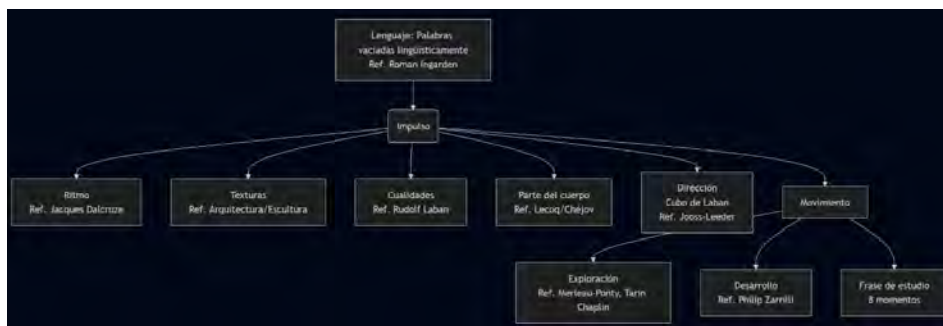 Lenguaje: Palabras
vaciadas lingüísticamente
Ref. Roman Ingarden
Impulso
Ritmo
Ref. Jacques Dalcroze
Texturas
Ref. Arquitectura/Escultura
Cualidades
Ref. Rudolf Laban
Parte del cuerpo
Ref. Lecoq/Chéjov
Dirección
Cubo de Laban
Ref. Jooss-Leeder
Movimiento
Exploración
Ref. Merleau-Ponty, Tarin
Chaplin
Desarrollo
Ref. Philip Zarrilli
Frase de estudio
8 momentos